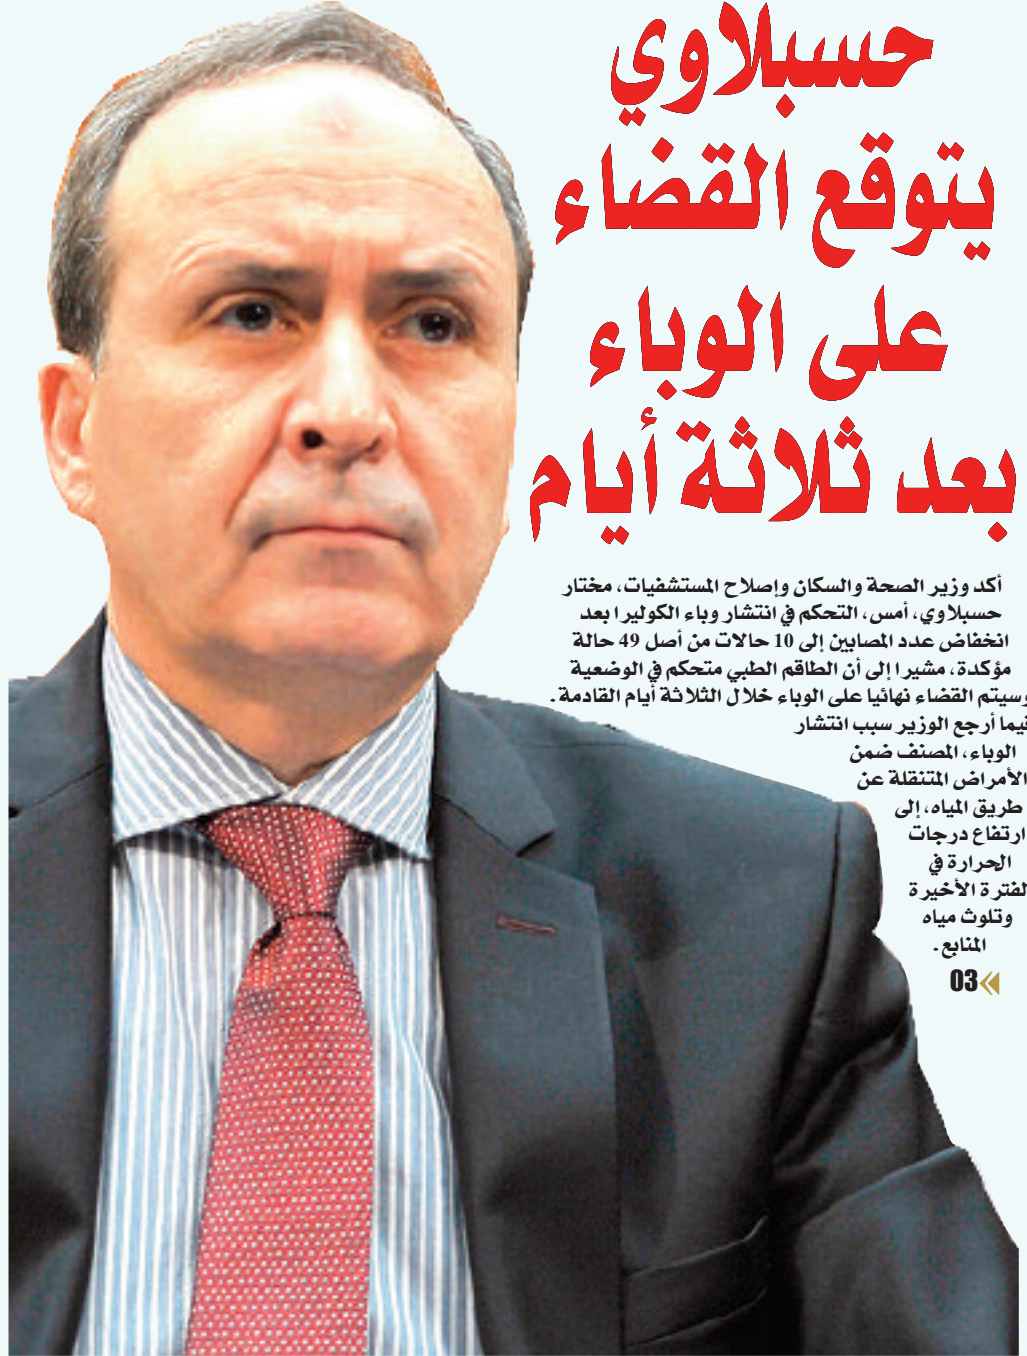 حسبلاوي
يتوقع القضاء
على الوباء
بعد ثلاثة أيام
أكد وزير الصحة والسكان وإصلاح المستشفيات، مختار
حسبلاوي، أمس، التحكم في انتشار وباء الكوليرا بعد
انخفاض عدد المصابين إلى 10 حالات من أصل 49 حالة
مؤكدة، مشيرا إلى أن الطاقم الطبي متحكم في الوضعية
وسيتم القضاء نهائيا على الوباء خلال الثلاثة أيام القادمة.
فيما أرجع الوزير سبب انتشار
الوباء، المصنف ضمن
الأمراض المتنقلة عن
طريق المياه، إلى
ارتفاع درجات
الحرارة في
لفترة الأخيرة
وتلوث مياه
المنابع.
03